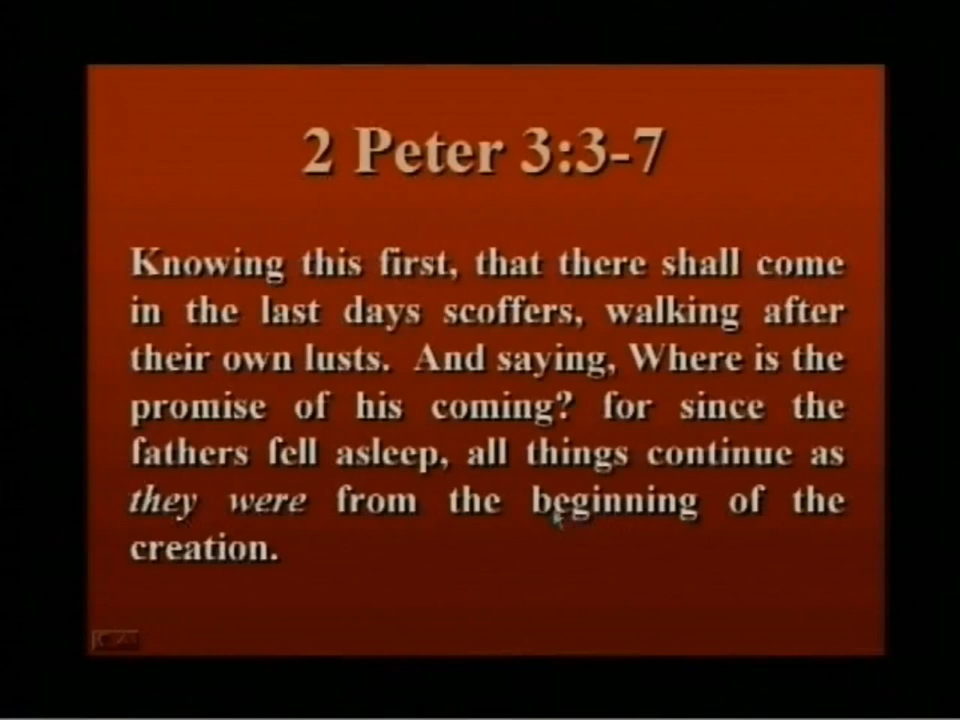 2 Peter 3:3-7
Knowing this first, that there shall come
in the last days scoffers, walking after
their own lusts. And saying, Where is the
promise of his coming? for since the
fathers fell asleep, all things continue as
they were from the beginning of the
creation.